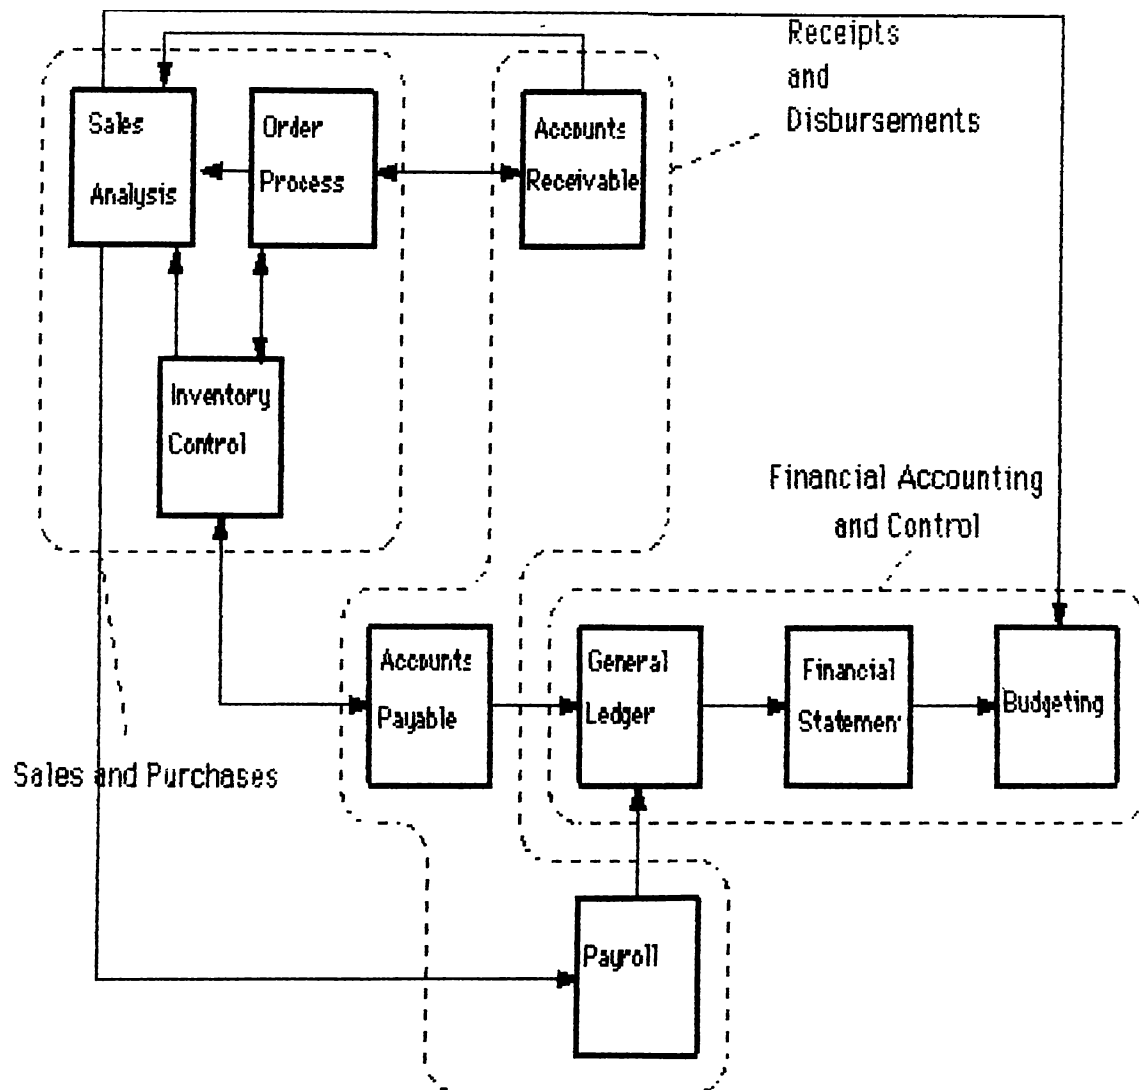 Receipts
and
Disbursements
Sales
Analysis
Order
Process
Accounts
Receivable
Inventory
Control
Financial Accounting
and Control
Accounts
Payable
General
Ledger
Financial
Statement
Budgeting
Sales and Purchases
Payroll